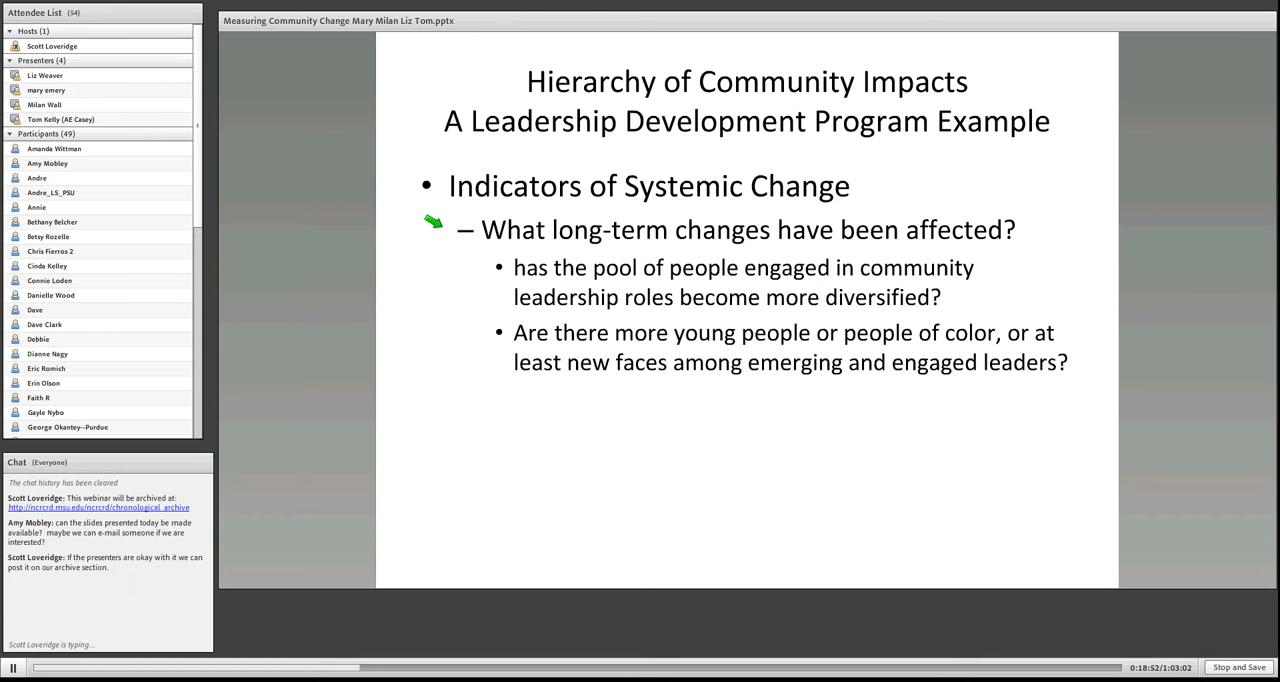 Attendee List (54)
Hosts (1)
Scott Loveridge
Presenters (4)
Liz Weaver
mary emery
Milan Wall
Tom Kelly (AE Casey)
Participants (49)
Amanda Wittman
Amy Mobley
Andre
Andre_LS_PSU
Annie
Bethany Belcher
Betsy Rozelle
Chris Fierros 2
Cinda Kelley
Connie Loden
Danielle Wood
Dave
Dave Clark
Debbie
Dianne Nagy
Eric Romich
Erin Olson
Faith R
Gayle Nybo
George Okantey--Purdue
Chat (Everyone)
The chat history has been cleared
Scott Loveridge: This webinar will be archived at:
http://ncrcrd.msu.edu/ncrcrd/chronological_archive
Amy Mobley: can the slides presented today be made
available? maybe we can e-mail someone if we are
interested?
Scott Loveridge: If the presenters are okay with it we can
post it on our archive section.
Scott Loveridge is typing...
Measuring Community Change Mary Milan Liz Tom.pptx
Hierarchy of Community Impacts
A Leadership Development Program Example
• Indicators of Systemic Change
– What long-term changes have been affected?
• has the pool of people engaged in community
leadership roles become more diversified?
• Are there more young people or people of color, or at
least new faces among emerging and engaged leaders?
0:18:52/1:03:02
Stop and Save